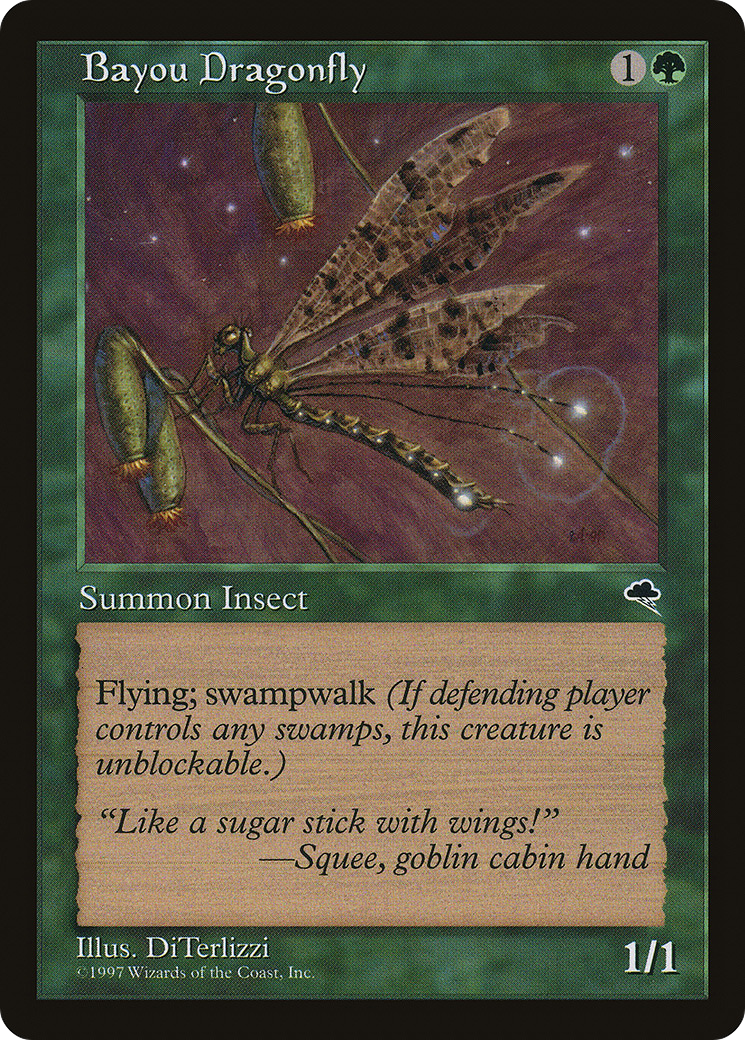 Bayou Dragonfly 1
Summon Insect
Flying; swampwalk (If defending player
controls any swamps, this creature is
unblockable.)
“Like a sugar stick with wings!”
—Squee, goblin cabin hand
Illus. DiTerlizzi
©1997 Wizards of the Coast, Inc.
1/1